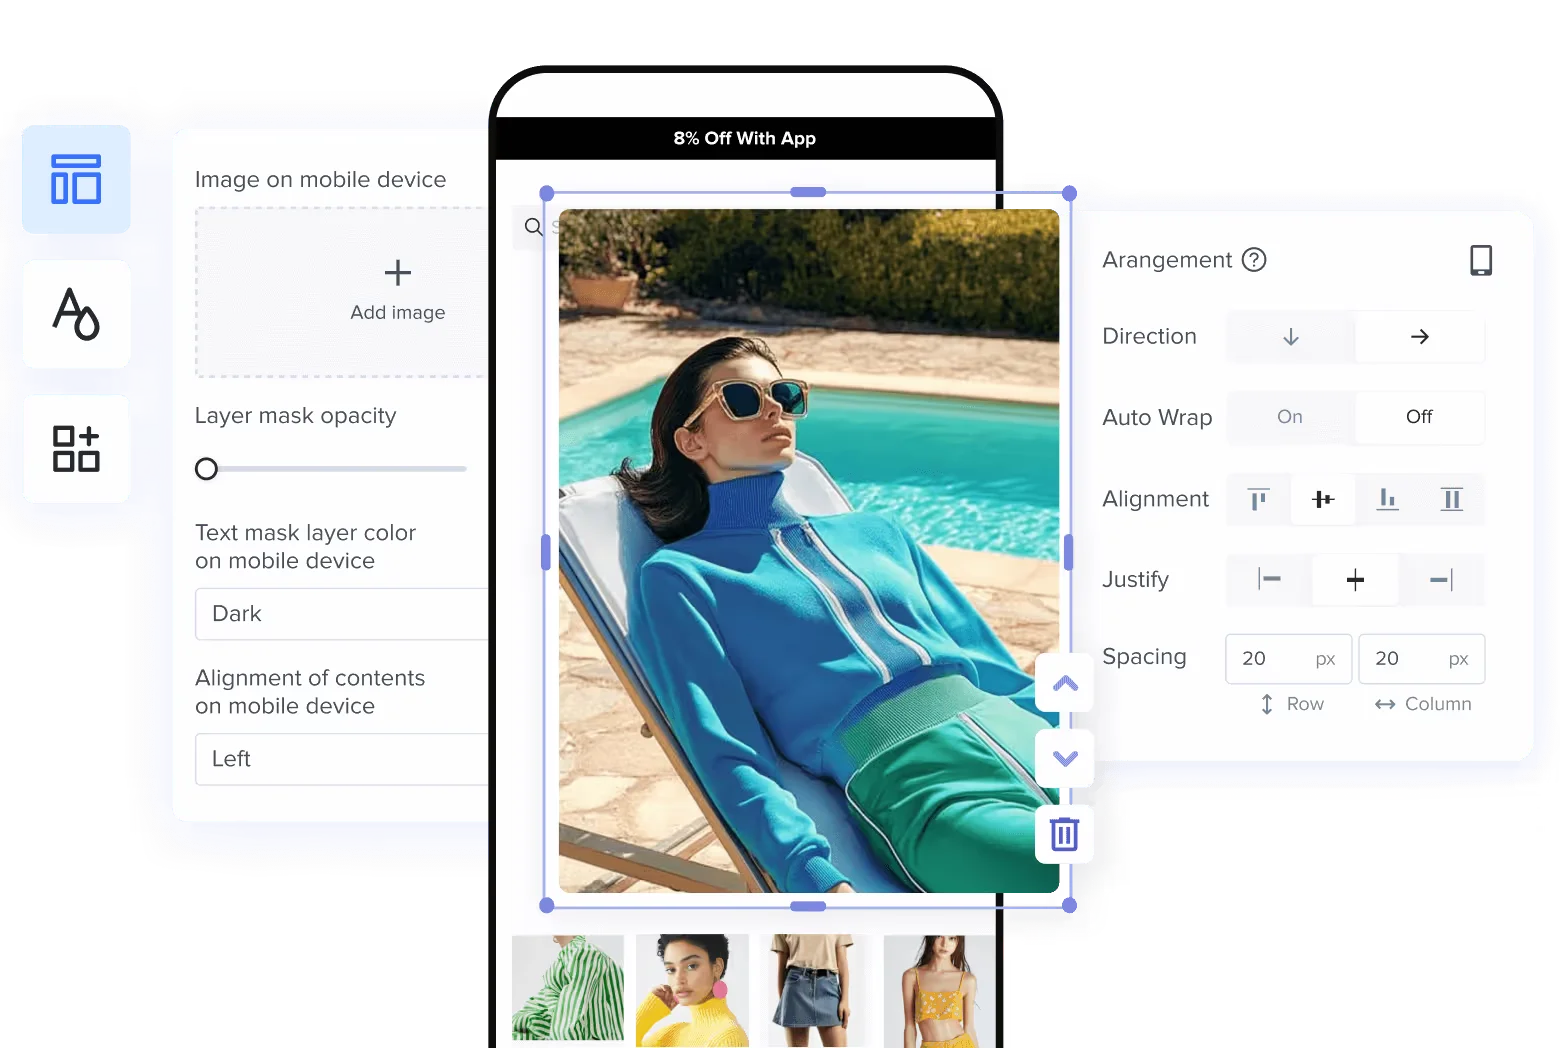 8% Off With App
Image on mobile device
Add image
Layer mask opacity
Text mask layer color
on mobile device
Dark
Alignment of contents
on mobile device
Left
S
Arangement ?
Direction
Auto Wrap On Off
Alignment
Justify
Spacing 20 px 20 px
Row Column